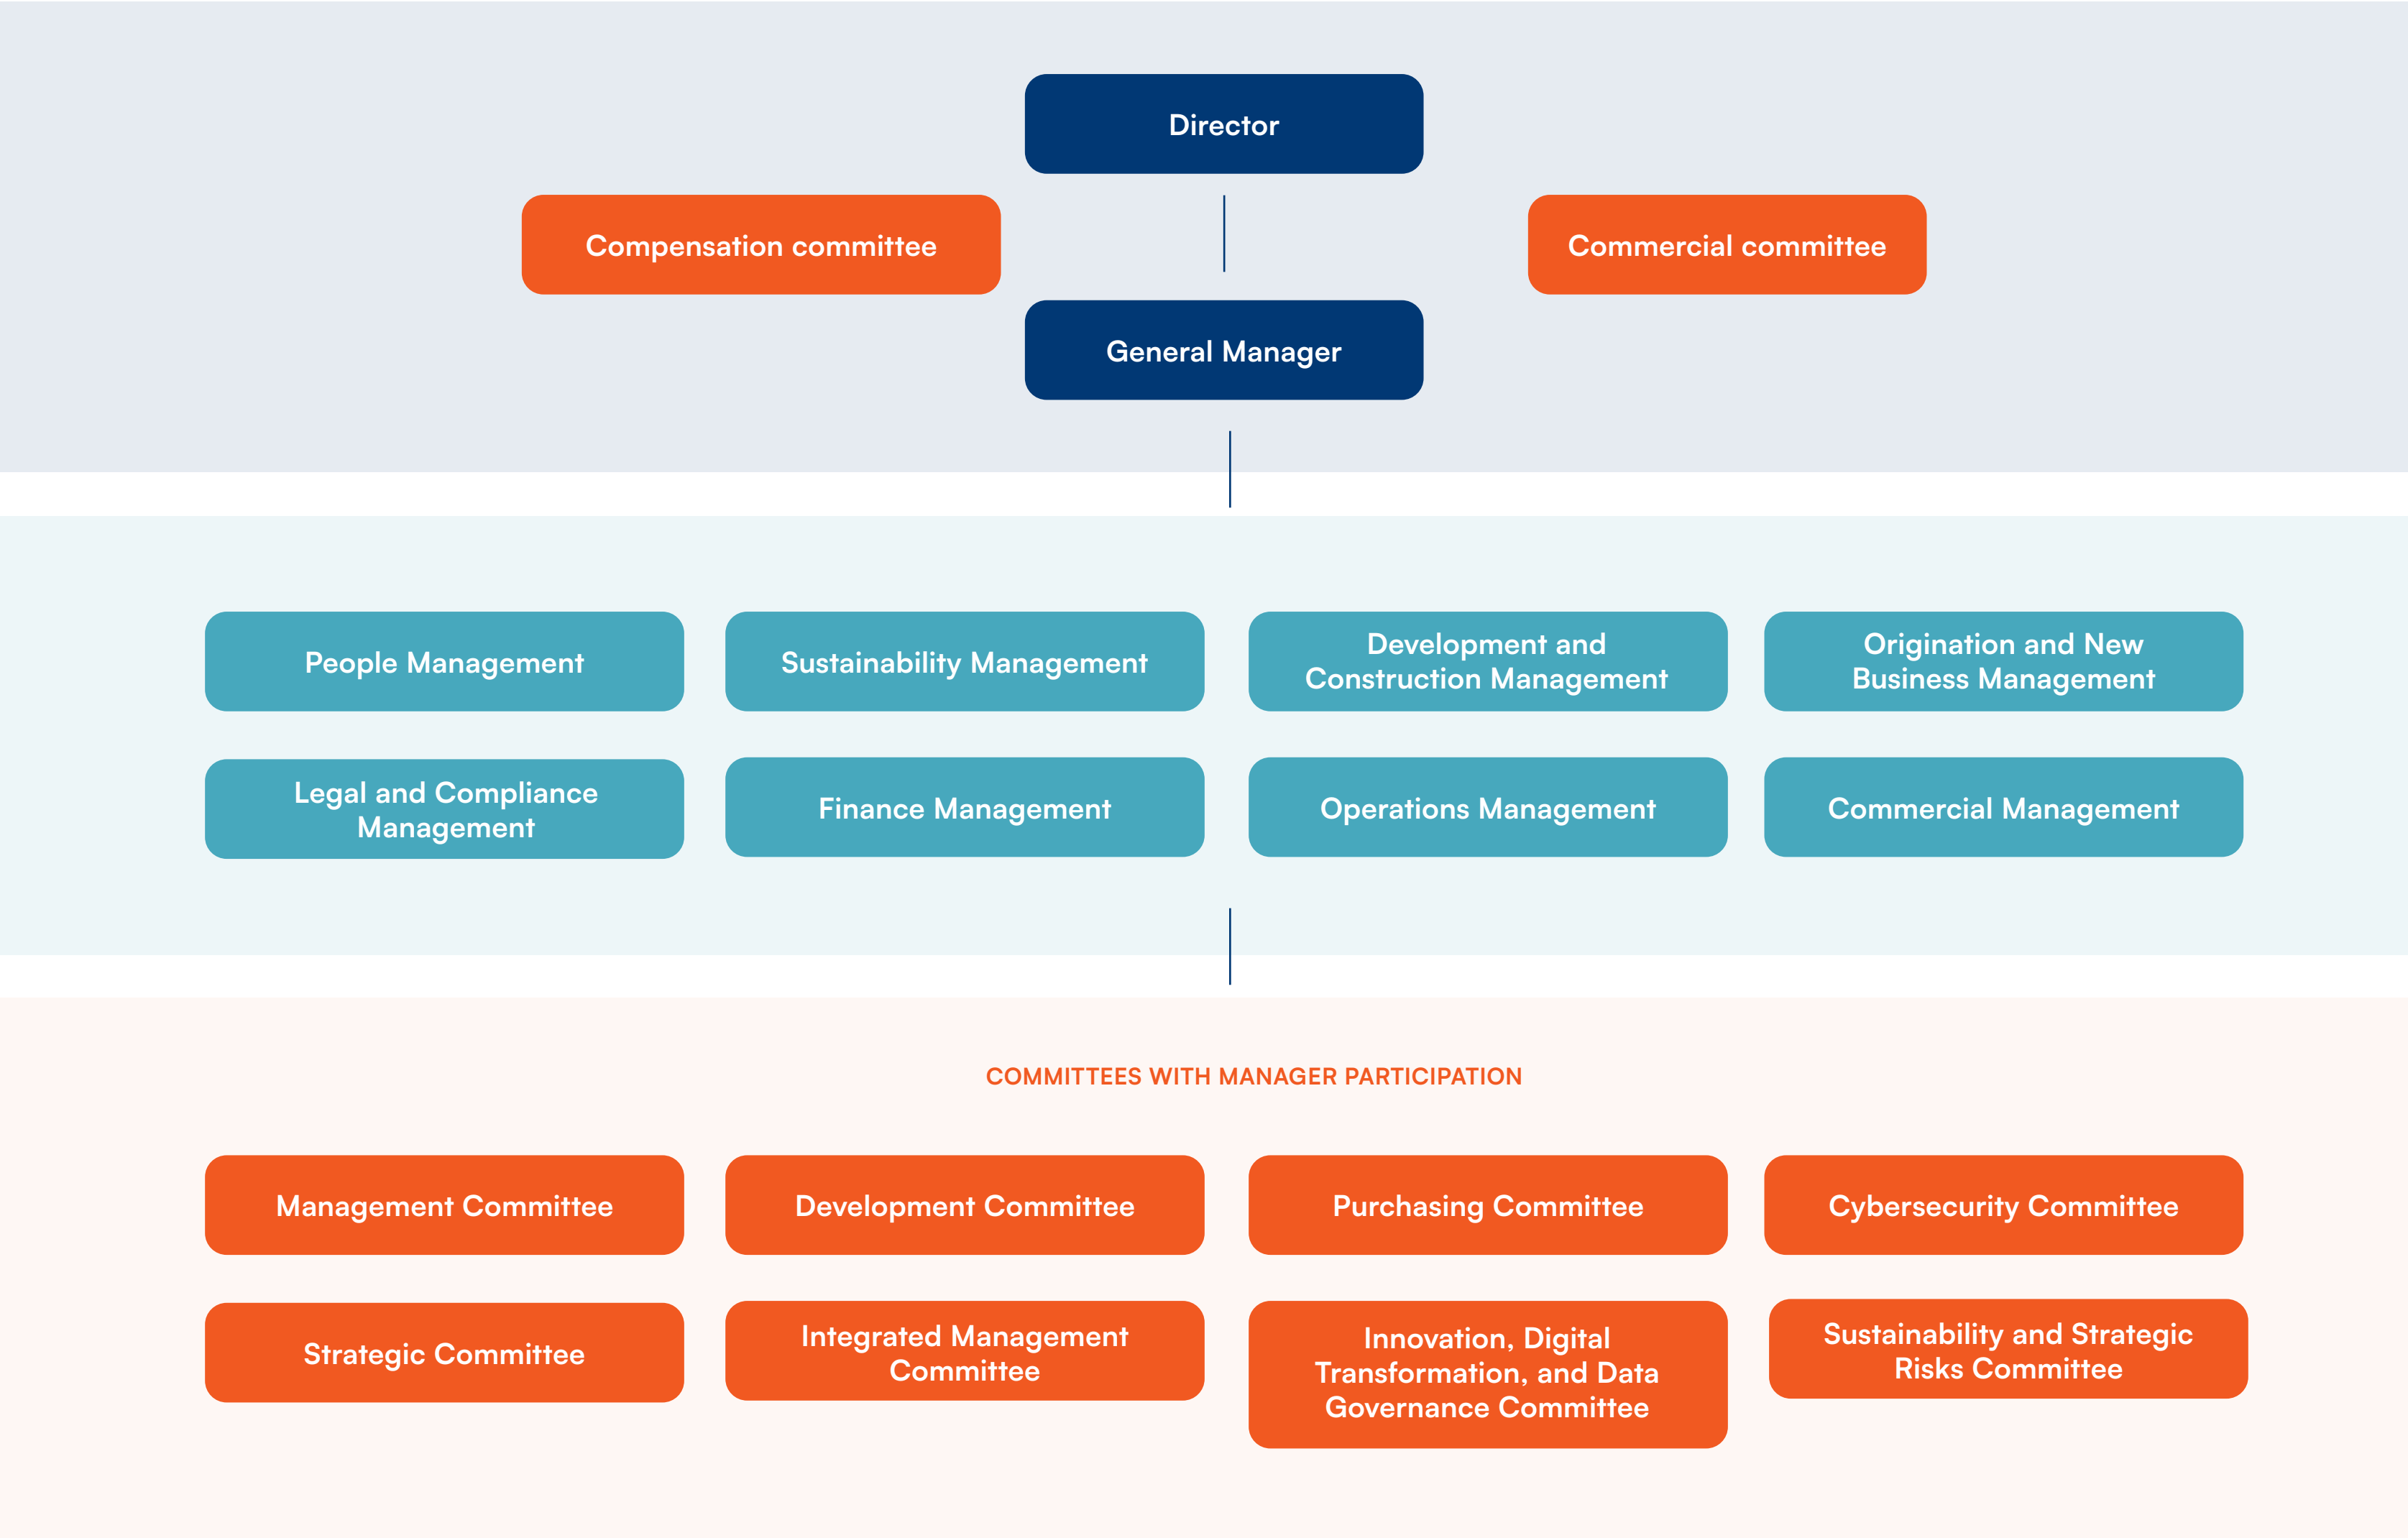 Director
Compensation committee
Commercial committee
General Manager
People Management
Sustainability Management
Development and
Construction Management
Origination and New
Business Management
Legal and Compliance
Management
Finance Management
Operations Management
Commercial Management
COMMITTEES WITH MANAGER PARTICIPATION
Management Committee
Development Committee
Purchasing Committee
Cybersecurity Committee
Strategic Committee
Integrated Management
Committee
Innovation, Digital
Transformation, and Data
Governance Committee
Sustainability and Strategic
Risks Committee